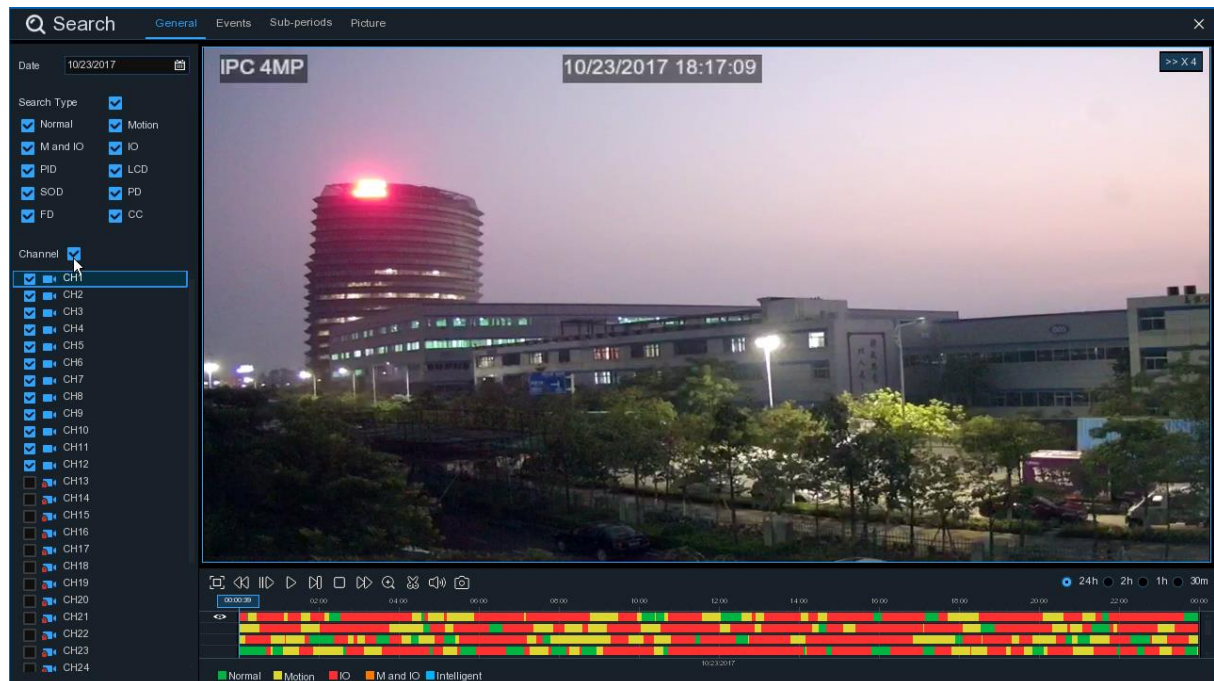 Search General Events Sub-periods Picture
Date 10/23/2017
Search Type
Normal Motion
M and IO IO
PID LCD
SOD PD
FD CC
Channel
CH1
CH2
CH3
CH4
CH5
CH6
CH7
CH8
CH9
CH10
CH11
CH12
CH13
CH14
CH15
CH16
CH17
CH18
CH19
CH20
CH21
CH22
CH23
CH24
IPC 4MP 10/23/2017 18:17:09 >> X 4
24h 2h 1h 30m
00:00:39 02:00 04:00 06:00 08:00 10:00 12:00 14:00 16:00 18:00 20:00 22:00 00:00
10/23/2017
Normal Motion IO M and IO Intelligent